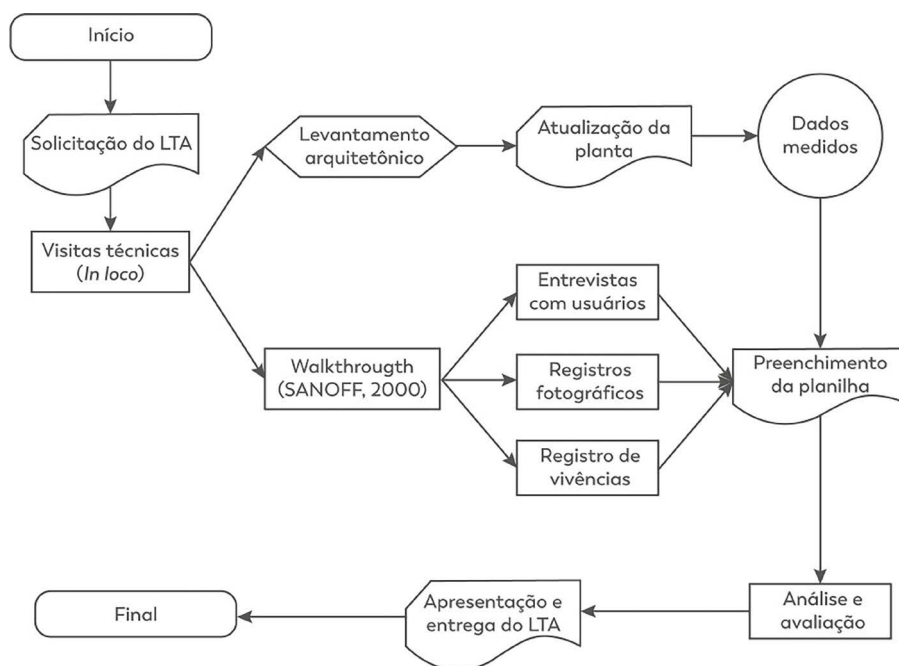 Início
Solicitação do LTA
Visitas técnicas
(In loco)
Levantamento
arquitetônico
Atualização da
planta
Dados
medidos
Walkthrougth
(SANOFF, 2000)
Entrevistas
com usuários
Registros
fotográficos
Registro de
vivências
Preenchimento
da planilha
Análise e
avaliação
Apresentação e
entrega do LTA
Final